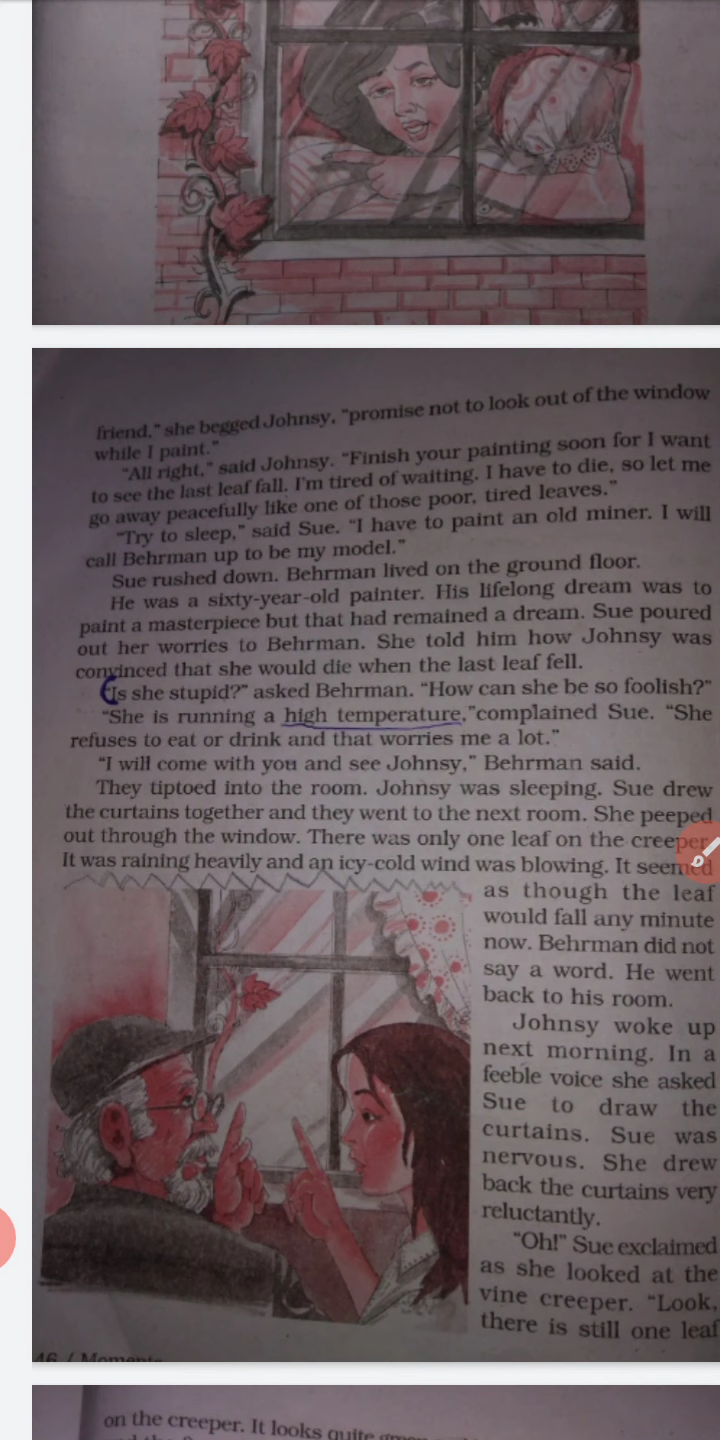 friend," she begged Johnsy, "promise not to look out of the window
while I paint."
"All right," said Johnsy. "Finish your painting soon for I want
to see the last leaf fall. I'm tired of waiting. I have to die, so let me
go away peacefully like one of those poor, tired leaves."
"Try to sleep," said Sue. "I have to paint an old miner. I will
call Behrman up to be my model."
Sue rushed down. Behrman lived on the ground floor.
He was a sixty-year-old painter. His lifelong dream was to
paint a masterpiece but that had remained a dream. Sue poured
out her worries to Behrman. She told him how Johnsy was
convinced that she would die when the last leaf fell.
"Is she stupid?" asked Behrman. "How can she be so foolish?"
"She is running a high temperature,"complained Sue. "She
refuses to eat or drink and that worries me a lot."
"I will come with you and see Johnsy," Behrman said.
They tiptoed into the room. Johnsy was sleeping. Sue drew
the curtains together and they went to the next room. She peeped
out through the window. There was only one leaf on the creeper.
It was raining heavily and an icy-cold wind was blowing. It seemed
as though the leaf
would fall any minute
now. Behrman did not
say a word. He went
back to his room.
Johnsy woke up
next morning. In a
feeble voice she asked
Sue to draw the
curtains. Sue was
nervous. She drew
back the curtains very
reluctantly.
"Oh!" Sue exclaimed
as she looked at the
vine creeper. "Look,
there is still one leaf
46 / Moments
on the creeper. It looks quite